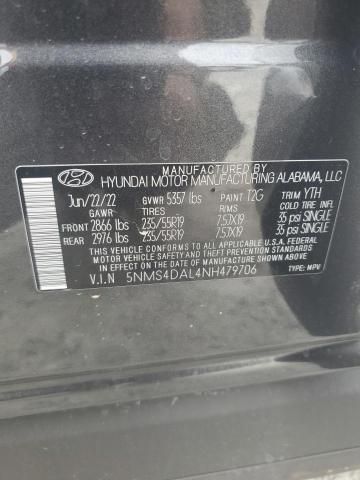 MANUFACTURED BY
HYUNDAI MOTOR MANUFACTURING ALABAMA, LLC
Jun/22/22 GVWR 5357 lbs PAINT T2G TRIM YTH
GAWR TIRES RIMS COLD TIRE INFL
FRONT 2866 lbs 235/55R19 7.5JX19 35 psi SINGLE
REAR 2976 lbs 235/55R19 7.5JX19 35 psi SINGLE
THIS VEHICLE CONFORMS TO ALL APPLICABLE U.S.A. FEDERAL
MOTOR VEHICLE SAFETY STANDARDS IN EFFECT ON THE
DATE OF MANUFACTURE SHOWN ABOVE.
V.I.N 5NMS4DAL4NH479706 TYPE: MPV